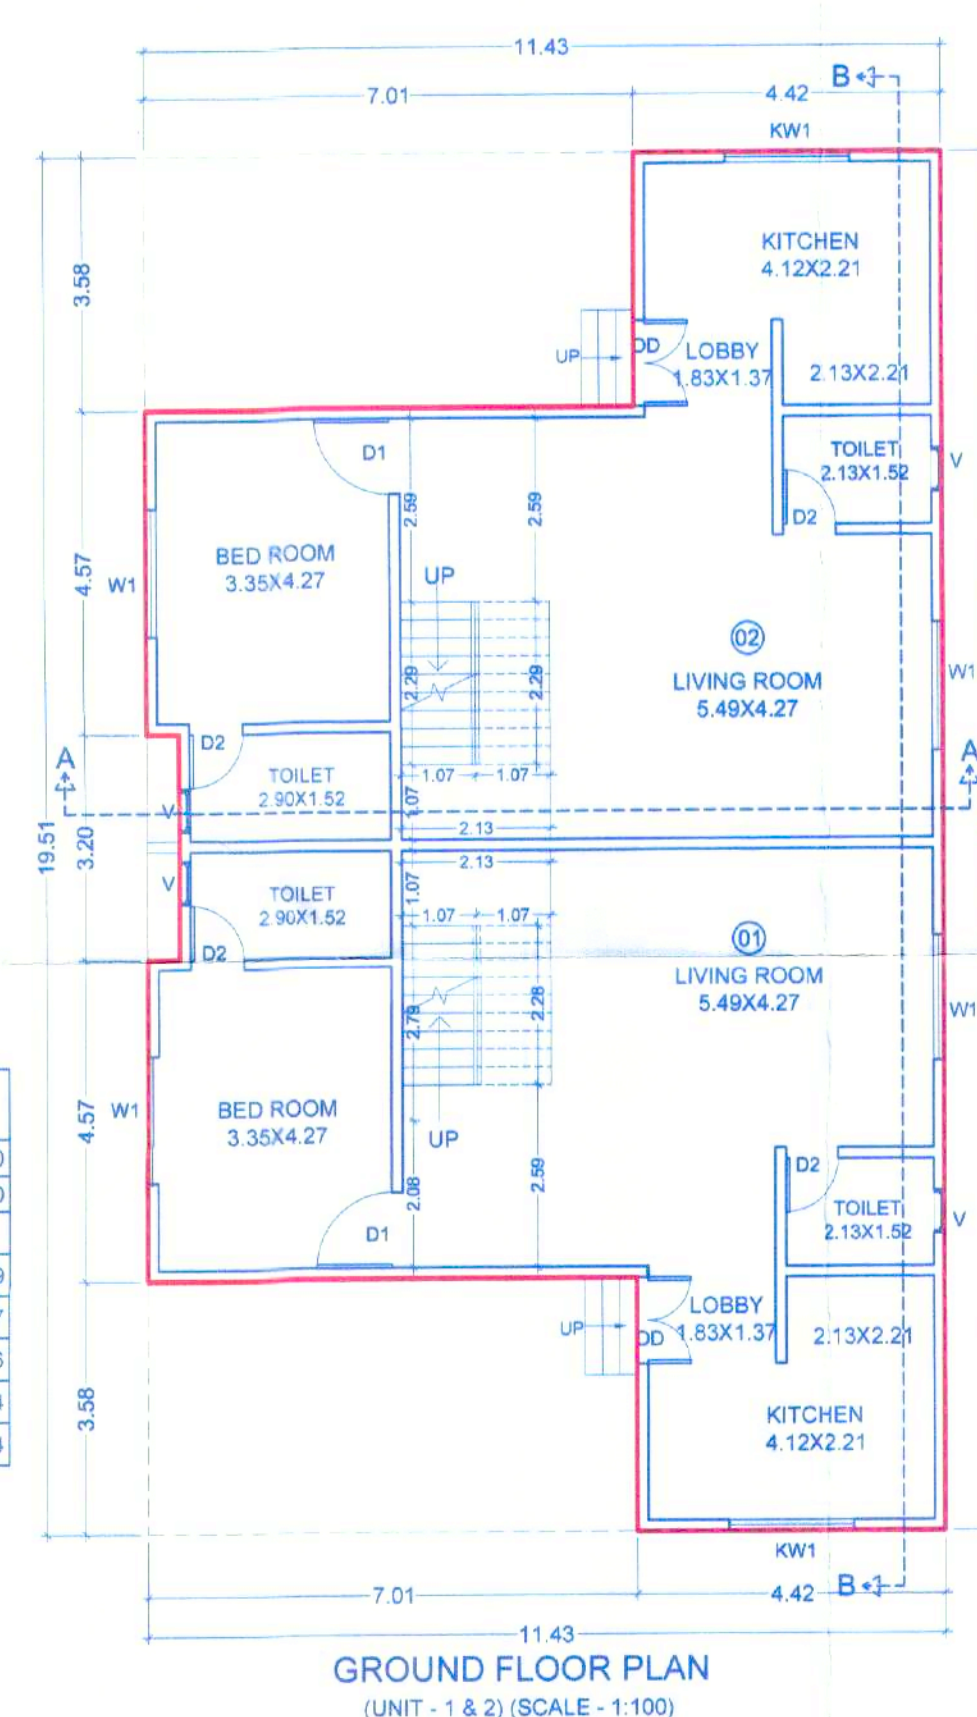 11.43
B
7.01
4.42
KW1
KITCHEN
4.12X2.21
3.58
UP
OD
LOBBY
1.83X1.37
2.13X2.21
D1
TOILET
2.13X1.52
V
2.59
2.59
D2
BED ROOM
3.35X4.27
4.57
W1
UP
02
LIVING ROOM
5.49X4.27
W1
2.29
2.29
D2
A
A
TOILET
2.90X1.52
1.07
1.07
1.07
V
2.13
19.51
3.20
2.13
V
TOILET
2.90X1.52
1.07
1.07
1.07
D2
01
LIVING ROOM
5.49X4.27
2.28
W1
W1
4.57
BED ROOM
3.35X4.27
UP
D2
2.08
2.59
TOILET
2.13X1.52
V
D1
LOBBY
1.83X1.37
UP
OD
2.13X2.21
3.58
KITCHEN
4.12X2.21
KW1
7.01
4.42
B
11.43
GROUND FLOOR PLAN
(UNIT - 1 & 2) (SCALE - 1:100)